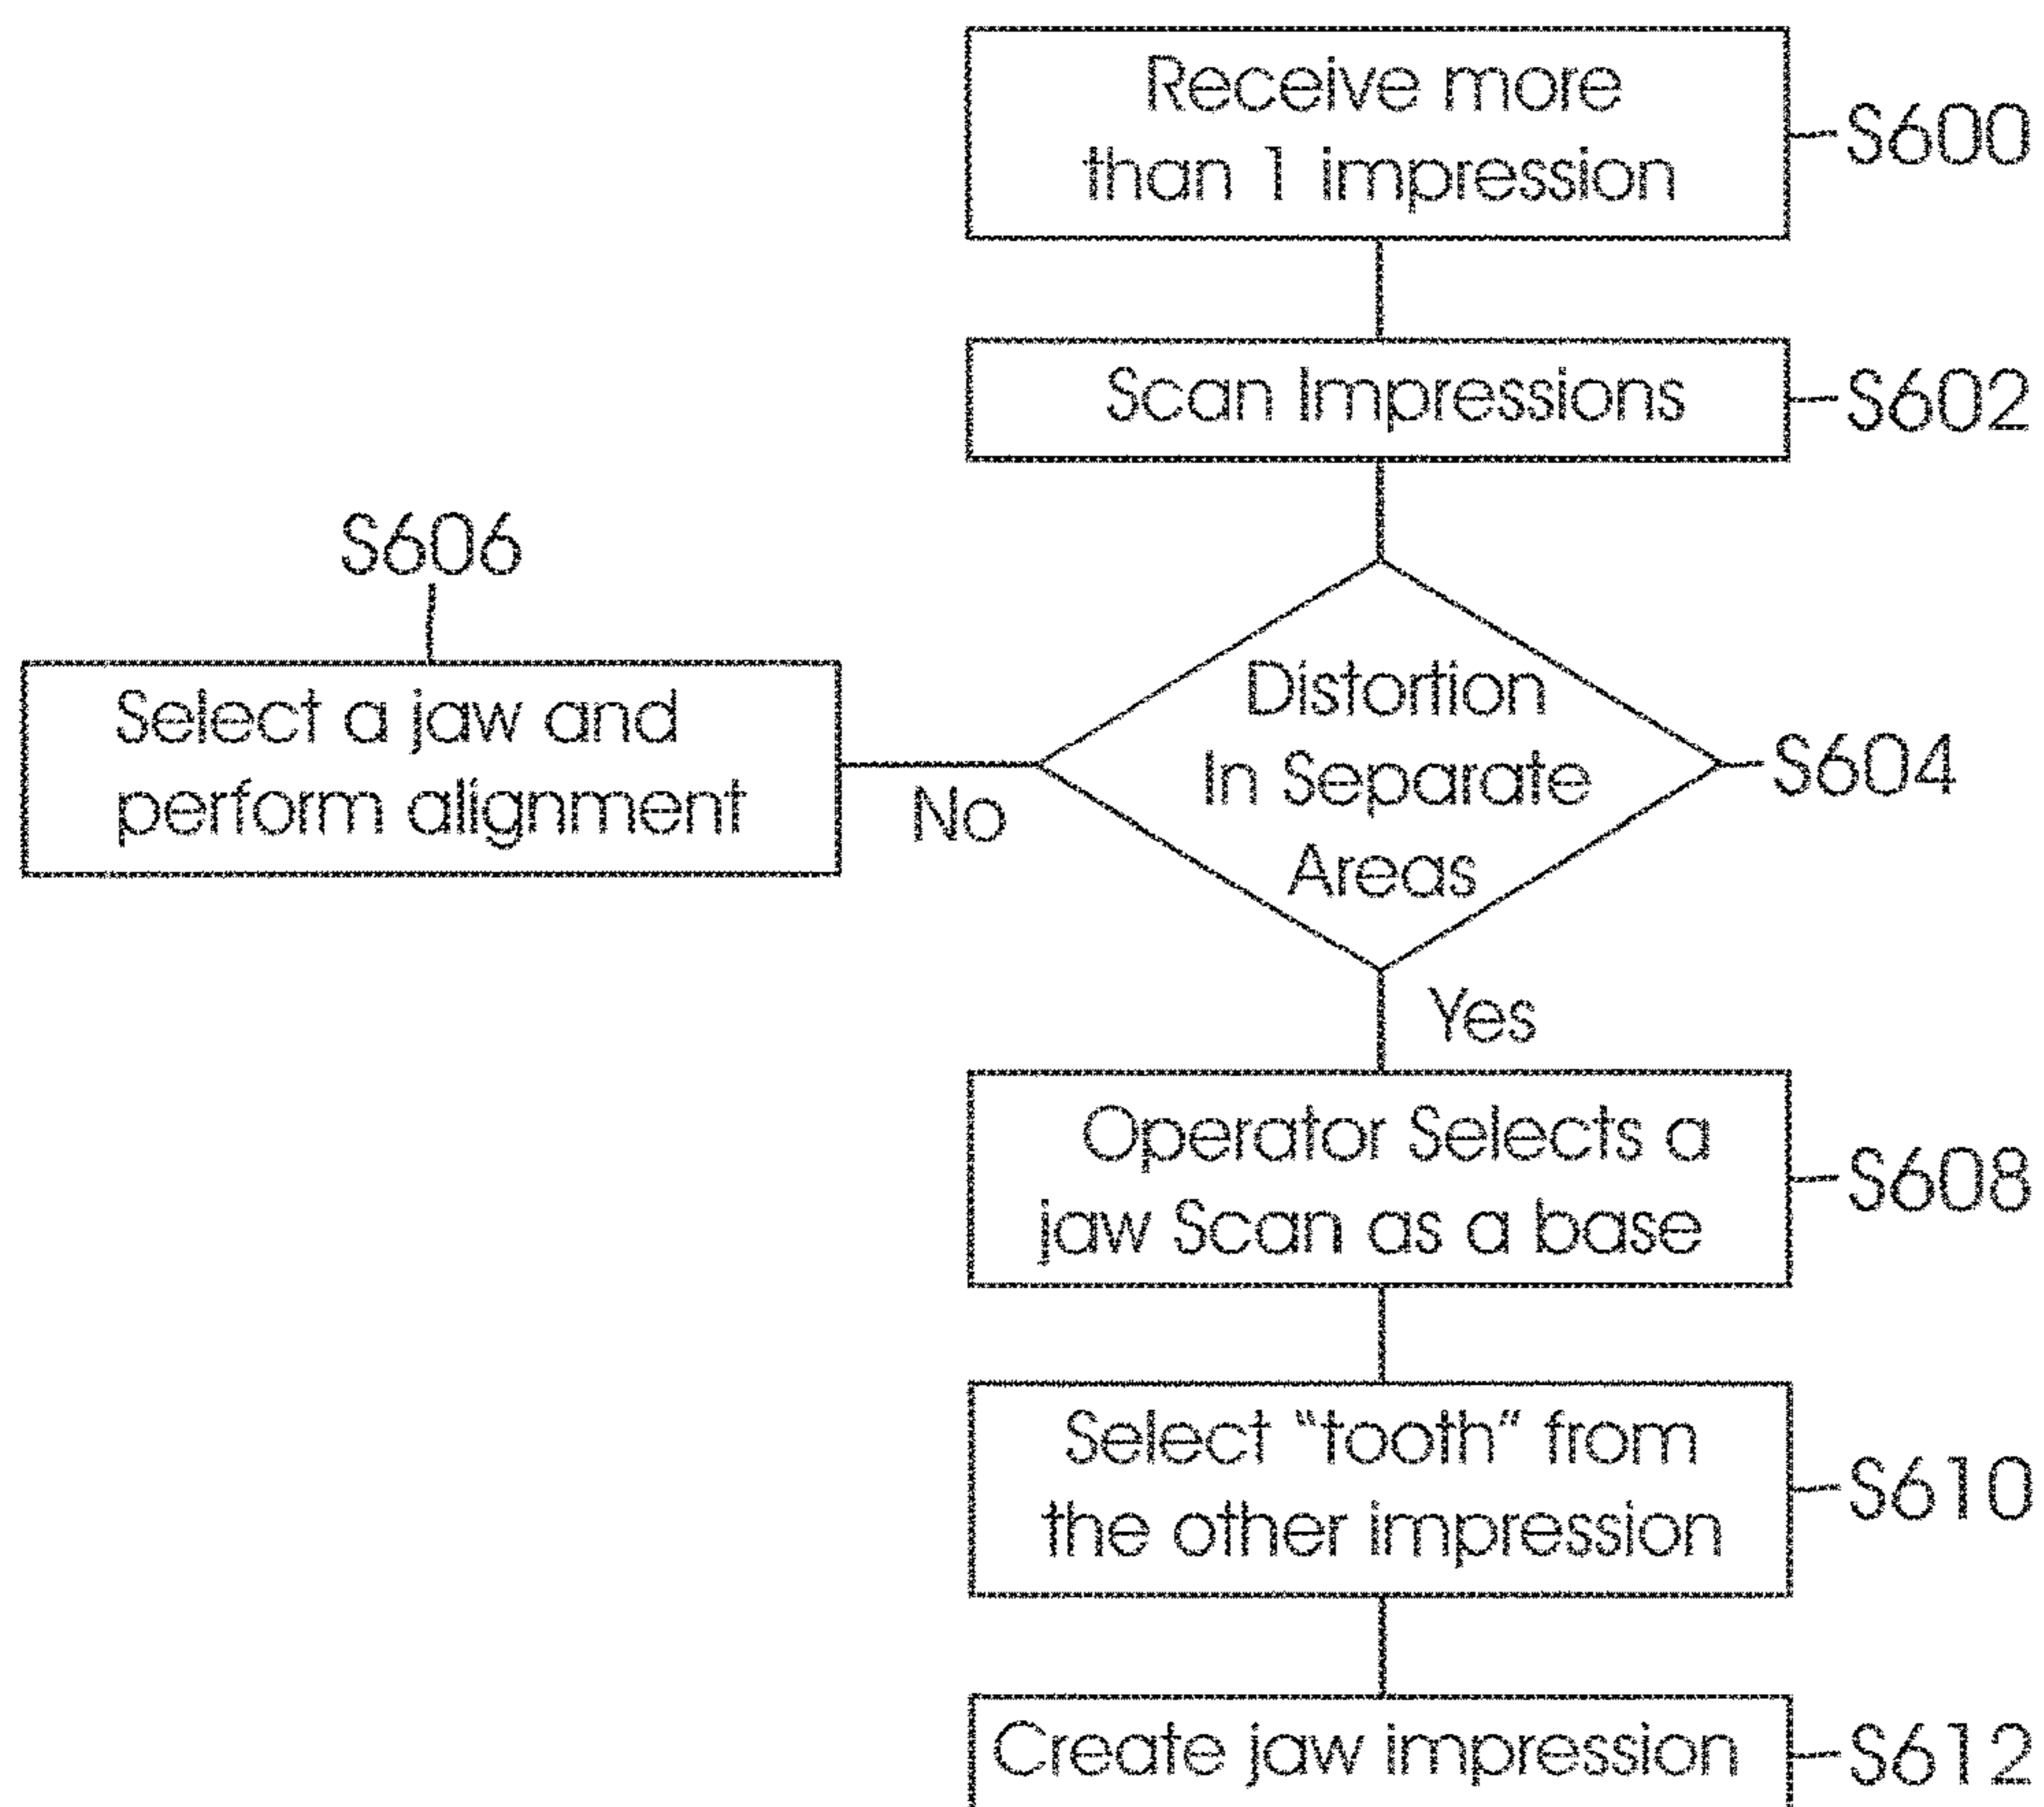 Receive more
than 1 impression
S600
Scan Impressions
S602
S606
Select a jaw and
perform alignment
No
Distortion
In Separate
Areas
S604
Yes
Operator Selects a
jaw Scan as a base
S608
Select “tooth” from
the other impression
S610
Create jaw impression
S612